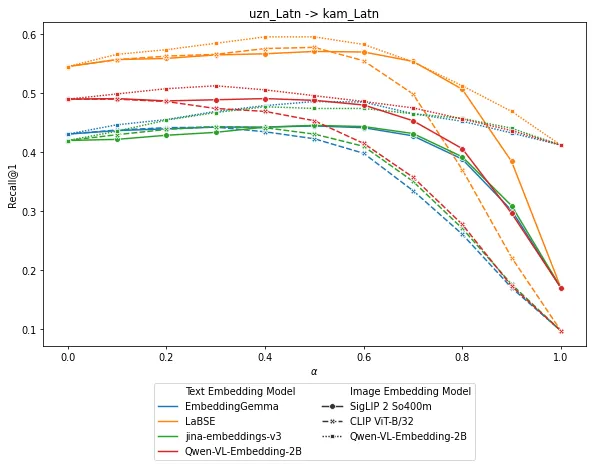 uzn_Latn -> kam_Latn
0.6
0.5
0.4
0.3
0.2
0.1
Recall@1
0.0 0.2 0.4 0.6 0.8 1.0
α
Text Embedding Model
EmbeddingGemma
LaBSE
jina-embeddings-v3
Qwen-VL-Embedding-2B
Image Embedding Model
SigLIP 2 So400m
CLIP ViT-B/32
Qwen-VL-Embedding-2B